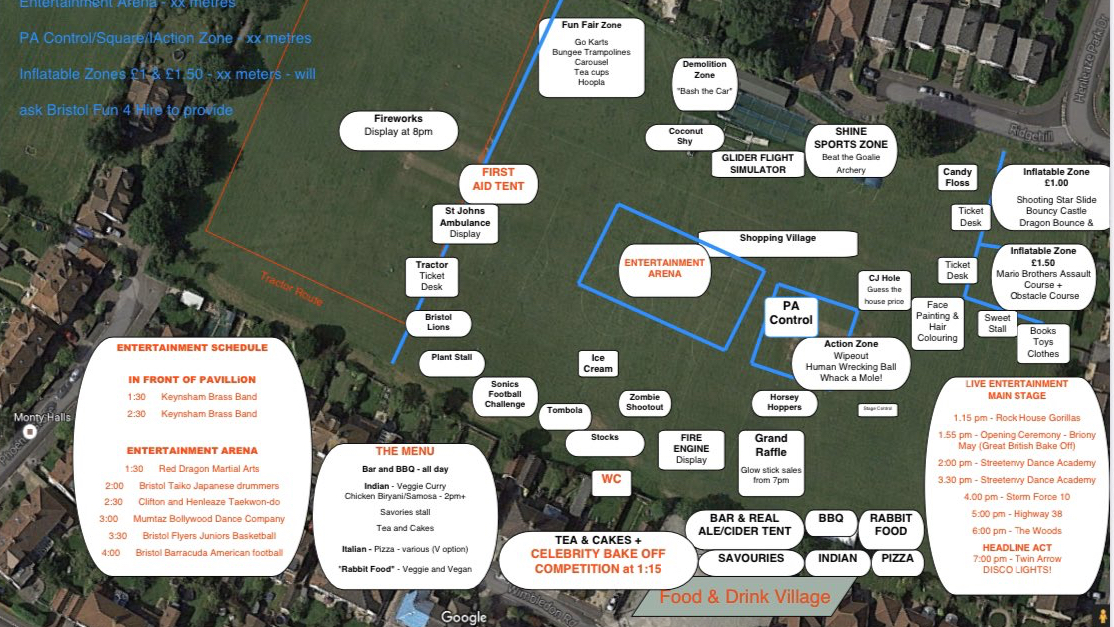 Entertainment Arena - xx metres
PA Control/Square/IAction Zone - xx metres
Inflatable Zones £1 & £1.50 - xx meters - will
ask Bristol Fun 4 Hire to provide
Fun Fair Zone
Go Karts
Bungee Trampolines
Carousel
Tea cups
Hoopla
Demolition
Zone
"Bash the Car"
Henleaze Park Dr
Ridgehill
Fireworks
Display at 8pm
Coconut
Shy
GLIDER FLIGHT
SIMULATOR
SHINE
SPORTS ZONE
Beat the Goalie
Archery
FIRST
AID TENT
St Johns
Ambulance
Display
Candy
Floss
Ticket
Desk
Inflatable Zone
£1.00
Shooting Star Slide
Bouncy Castle
Dragon Bounce &
Shopping Village
ENTERTAINMENT
ARENA
Tractor
Ticket
Desk
Tractor Route
Ticket
Desk
Inflatable Zone
£1.50
Mario Brothers Assault
Course +
Obstacle Course
CJ Hole
Guess the
house price
PA
Control
Face
Painting &
Hair
Colouring
Sweet
Stall
Books
Toys
Clothes
Bristol
Lions
Plant Stall
Ice
Cream
Action Zone
Wipeout
Human Wrecking Ball
Whack a Mole!
Sonics
Football
Challenge
Tombola
Zombie
Shootout
Horsey
Hoppers
Stage Control
Stocks
FIRE
ENGINE
Display
Grand
Raffle
Glow stick sales
from 7pm
WC
Monty Halls
ENTERTAINMENT SCHEDULE
IN FRONT OF PAVILLiON
1:30 Keynsham Brass Band
2:30 Keynsham Brass Band
ENTERTAINMENT ARENA
1:30 Red Dragon Martial Arts
2:00 Bristol Taiko Japanese drummers
2:30 Clifton and Henleaze Taekwon-do
3:00 Mumtaz Bollywood Dance Company
3:30 Bristol Flyers Juniors Basketball
4:00 Bristol Barracuda American football
THE MENU
Bar and BBQ - all day
Indian - Veggie Curry
Chicken Biryani/Samosa - 2pm+
Savories stall
Tea and Cakes
Italian - Pizza - various (V option)
"Rabbit Food" - Veggie and Vegan
LIVE ENTERTAINMENT
MAIN STAGE
1.15 pm - Rock House Gorillas
1.55 pm - Opening Ceremony - Briony
May (Great British Bake Off)
2:00 pm - Streetenvy Dance Academy
3.30 pm - Streetenvy Dance Academy
4.00 pm - Sterm Force 10
5:00 pm - Highway 38
6:00 pm - The Woods
HEADLINE ACT
7:00 pm - Twin Arrow
DISCO LIGHTS!
TEA & CAKES +
CELEBRITY BAKE OFF
COMPETITION at 1:15
BAR & REAL
ALE/CIDER TENT
BBQ
RABBIT
FOOD
SAVOURIES
INDIAN
PIZZA
Food & Drink Village
Wimbledon Rd
Google